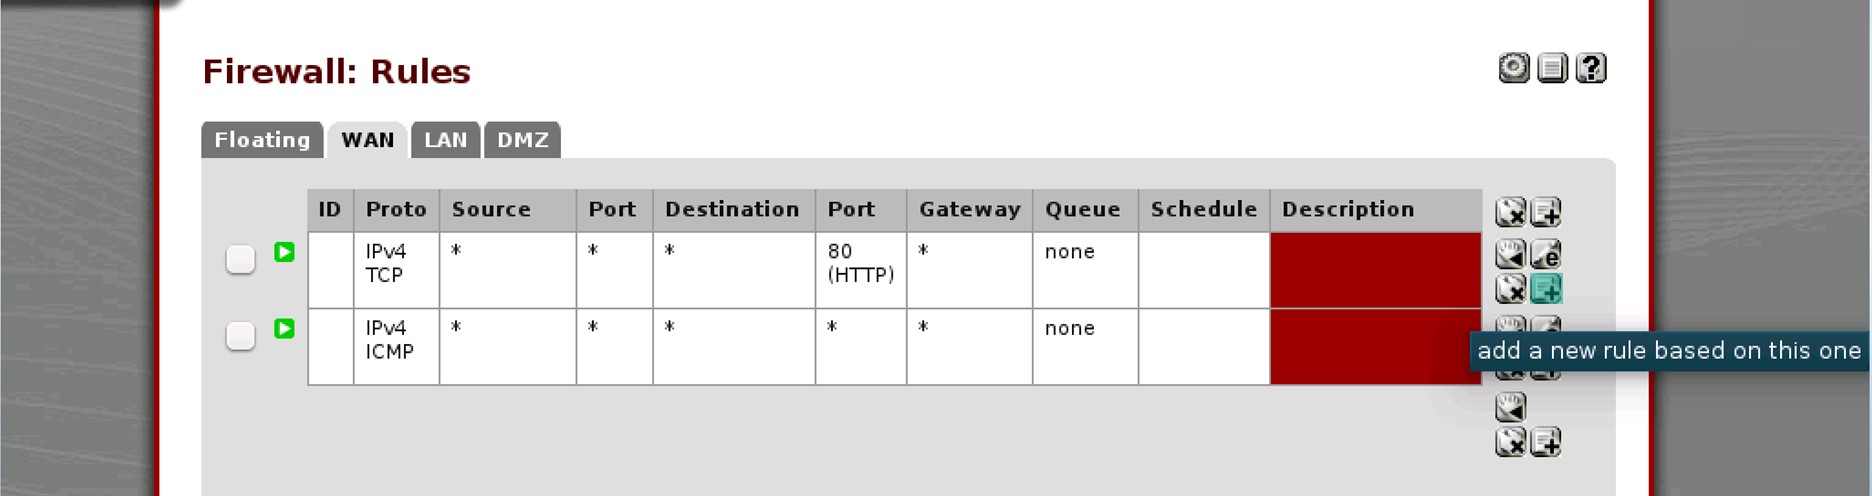 Firewall: Rules
Floating WAN LAN DMZ
ID Proto Source Port Destination Port Gateway Queue Schedule Description
IPv4 * * * 80 * none
TCP (HTTP)
IPv4 * * * * * none
ICMP
add a new rule based on this one